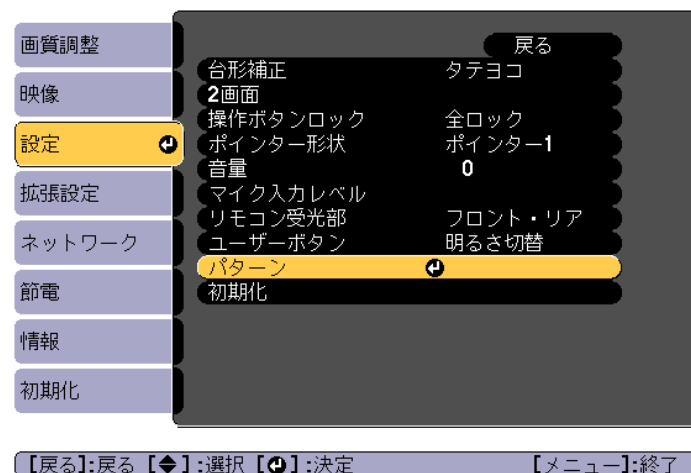 画質調整
映像
設定
拡張設定
ネットワーク
節電
情報
初期化
戻る
台形補正 タテヨコ
2画面
操作ボタンロック 全ロック
ポインター形状 ポインター1
音量 0
マイク入力レベル
リモコン受光部 フロント・リア
ユーザーボタン 明るさ切替
パターン
初期化
【戻る】:戻る 【◆】:選択 【⏎】:決定 【メニュー】:終了